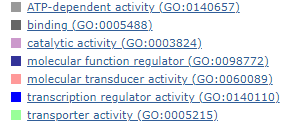 ATP-dependent activity (GO:0140657)
binding (GO:0005488)
catalytic activity (GO:0003824)
molecular function regulator (GO:0098772)
molecular transducer activity (GO:0060089)
transcription regulator activity (GO:0140110)
transporter activity (GO:0005215)